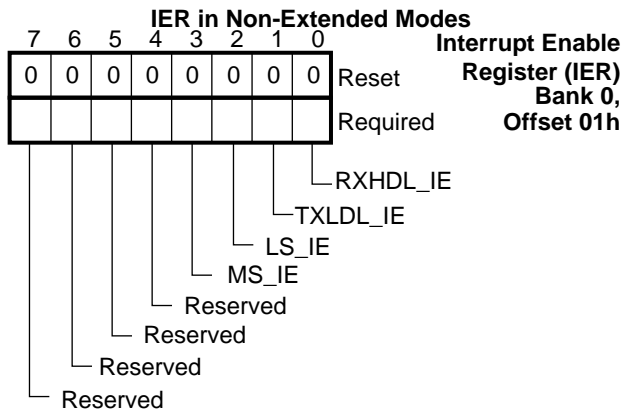 IER in Non-Extended Modes
7 6 5 4 3 2 1 0
Interrupt Enable
Register (IER)
Bank 0,
Offset 01h
0 0 0 0 0 0 0 0 Reset
Required
RXHDL_IE
TXLDL_IE
LS_IE
MS_IE
Reserved
Reserved
Reserved
Reserved